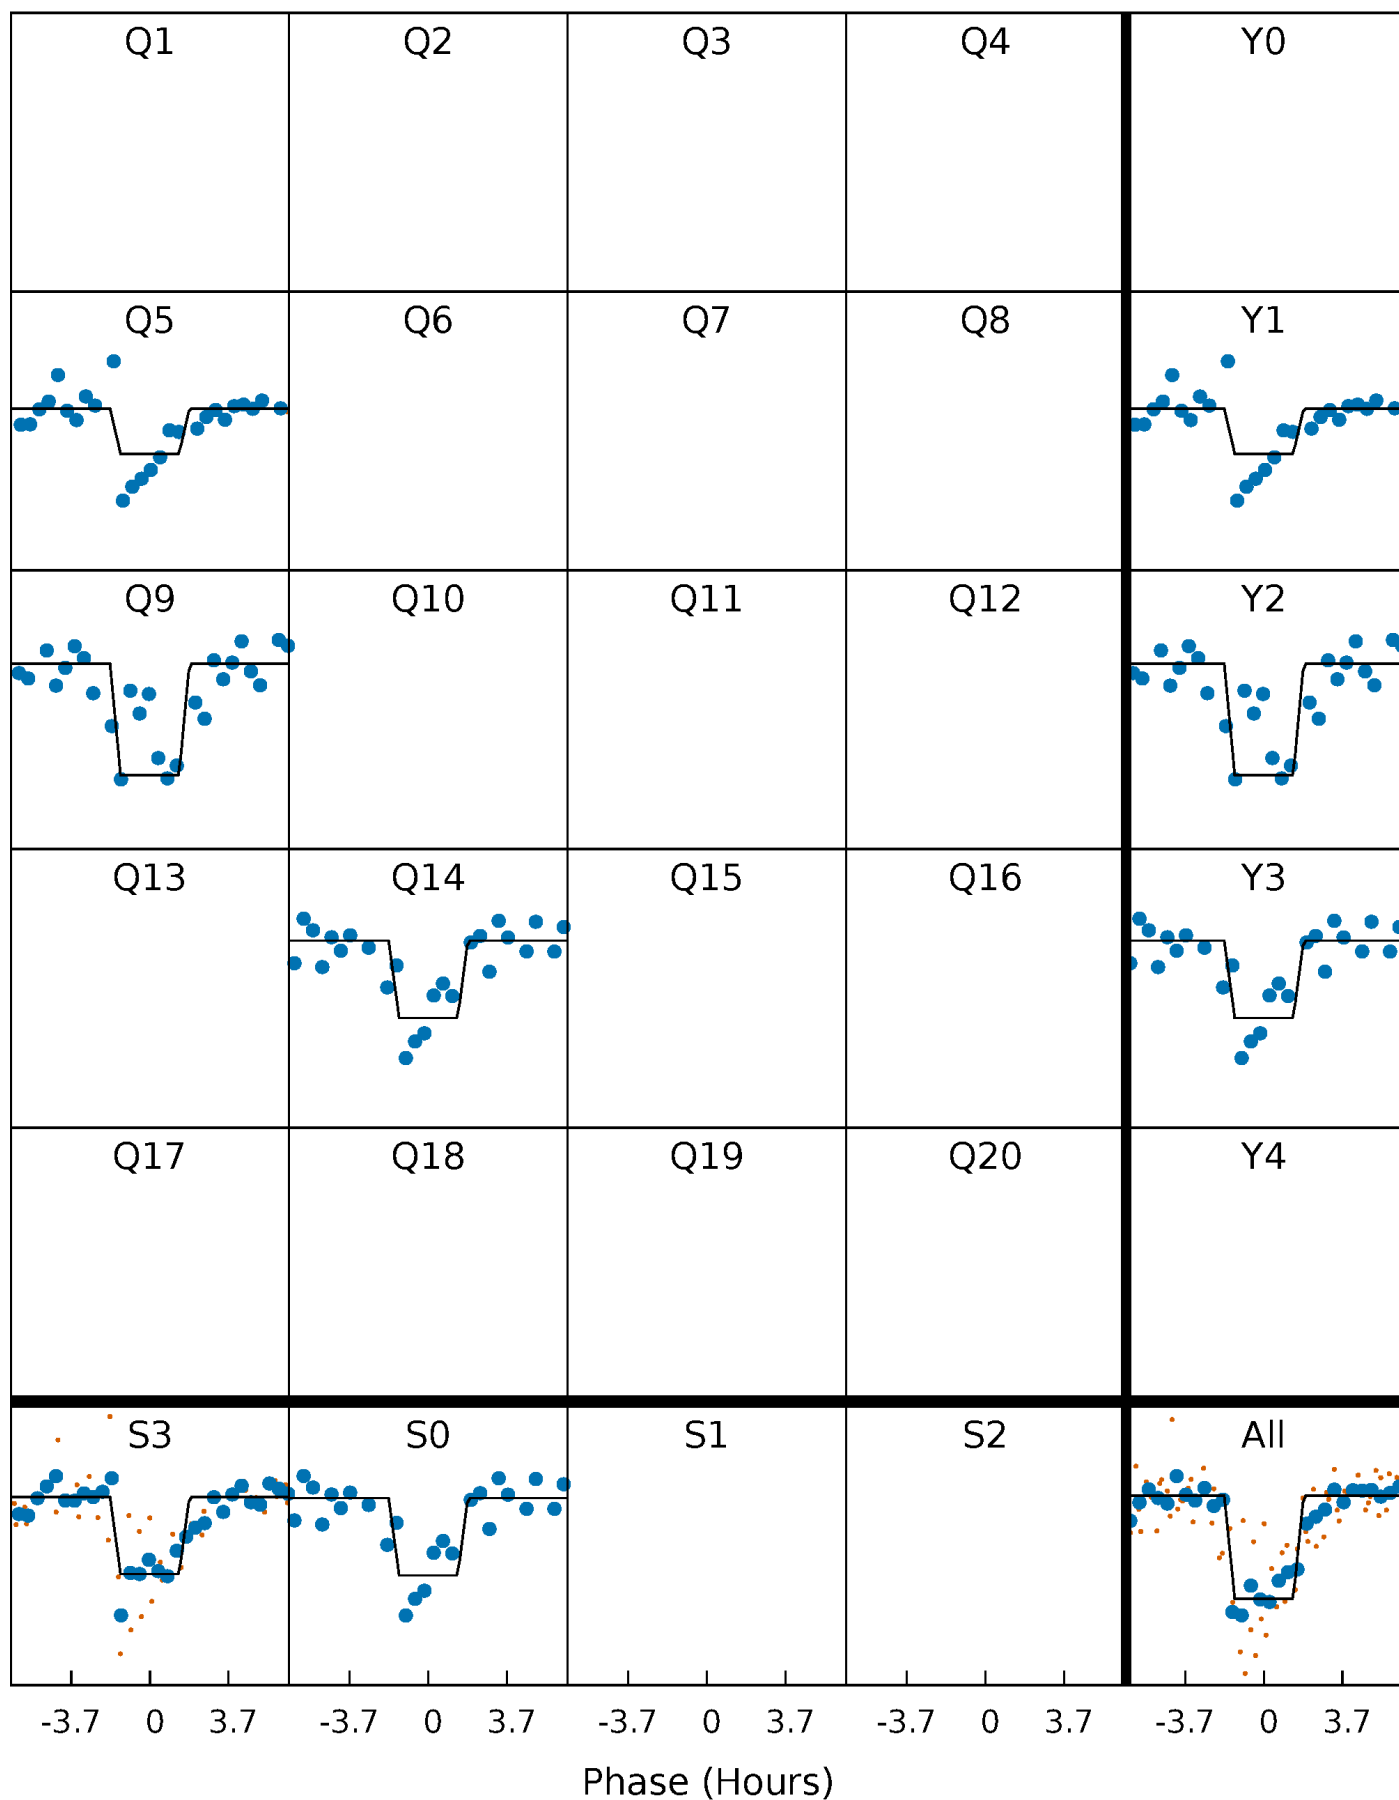 Q1 Q2 Q3 Q4 Y0
Q5 Q6 Q7 Q8 Y1
Q9 Q10 Q11 Q12 Y2
Q13 Q14 Q15 Q16 Y3
Q17 Q18 Q19 Q20 Y4
S3 S0 S1 S2 All
-3.7 0 3.7 -3.7 0 3.7 -3.7 0 3.7 -3.7 0 3.7 -3.7 0 3.7
Phase (Hours)